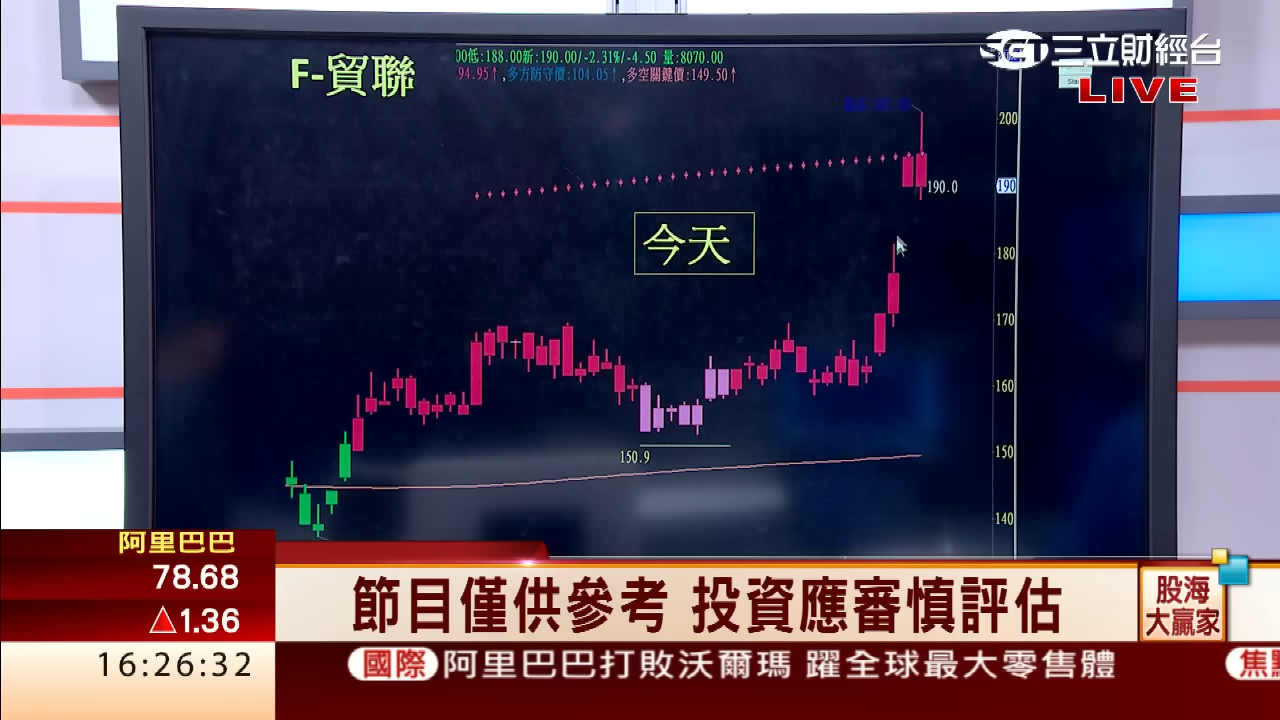 F-貿聯
00低:188.00新:190.00/-2.31%/-4.50 量:8070.00
94.95↑,多方防守價:104.05↑,多空關鍵價:149.50↑
SET三立財經台
LIVE
200
190.0
190
今天
180
170
160
150
150.9
140
阿里巴巴
78.68
△1.36
16:26:32
節目僅供參考 投資應審慎評估
股海
大贏家
國際 阿里巴巴打敗沃爾瑪 躍全球最大零售體
焦點